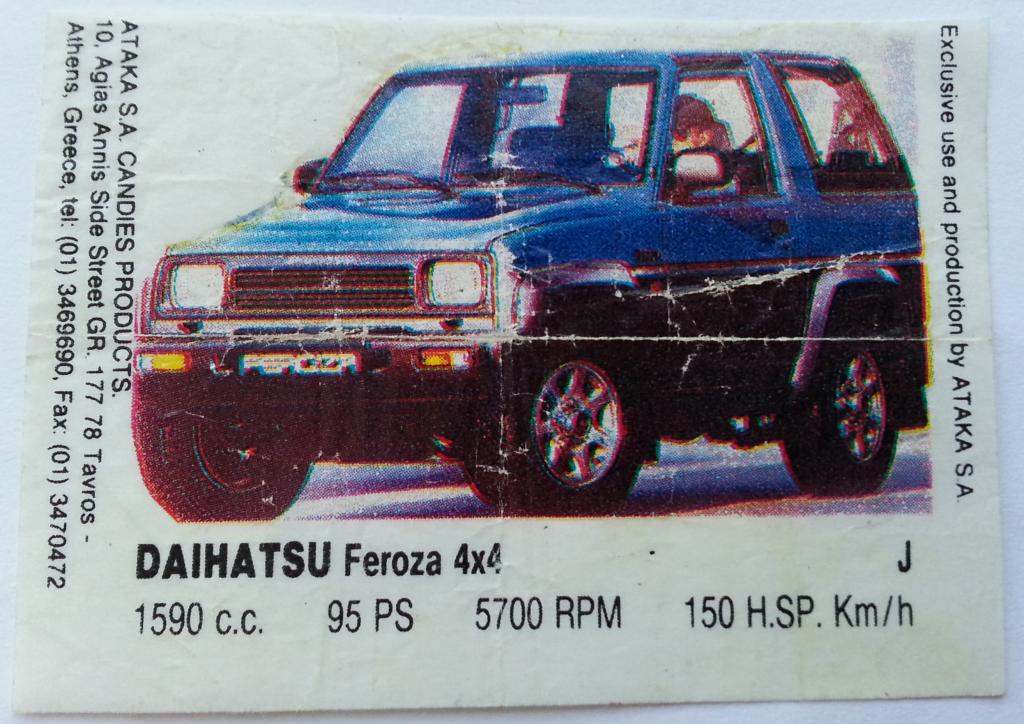 ATAKA S.A. CANDIES PRODUCTS.
10, Agias Annis Side Street GR. 177 78 Tavros -
Athens, Greece, tel: (01) 3469690, Fax: (01) 3470472
Exclusive use and production by ATAKA S.A.
FEROZA
DAIHATSU Feroza 4x4 J
1590 c.c. 95 PS 5700 RPM 150 H.SP. Km/h